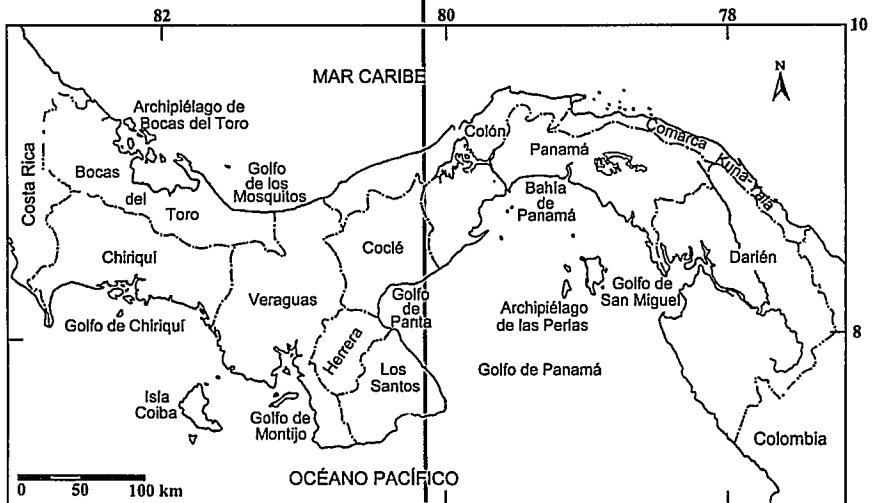 82
80
78
10
MAR CARIBE
N
Archipiélago de
Bocas del Toro
Colón
Comarca
Panamá
Kuna-Yala
Costa Rica
Bocas
del
Toro
Golfo
de los
Mosquitos
Bahía
de
Panamá
Chiriquí
Coclé
Darién
Veraguas
Golfo
de
Panta
Golfo de
San Miguel
Archipiélago
de las Perlas
Golfo de Chiriquí
8
Herrera
Los
Santos
Golfo de Panamá
Isla
Coiba
Golfo de
Montijo
Colombia
OCÉANO PACÍFICO
0 50 100 km